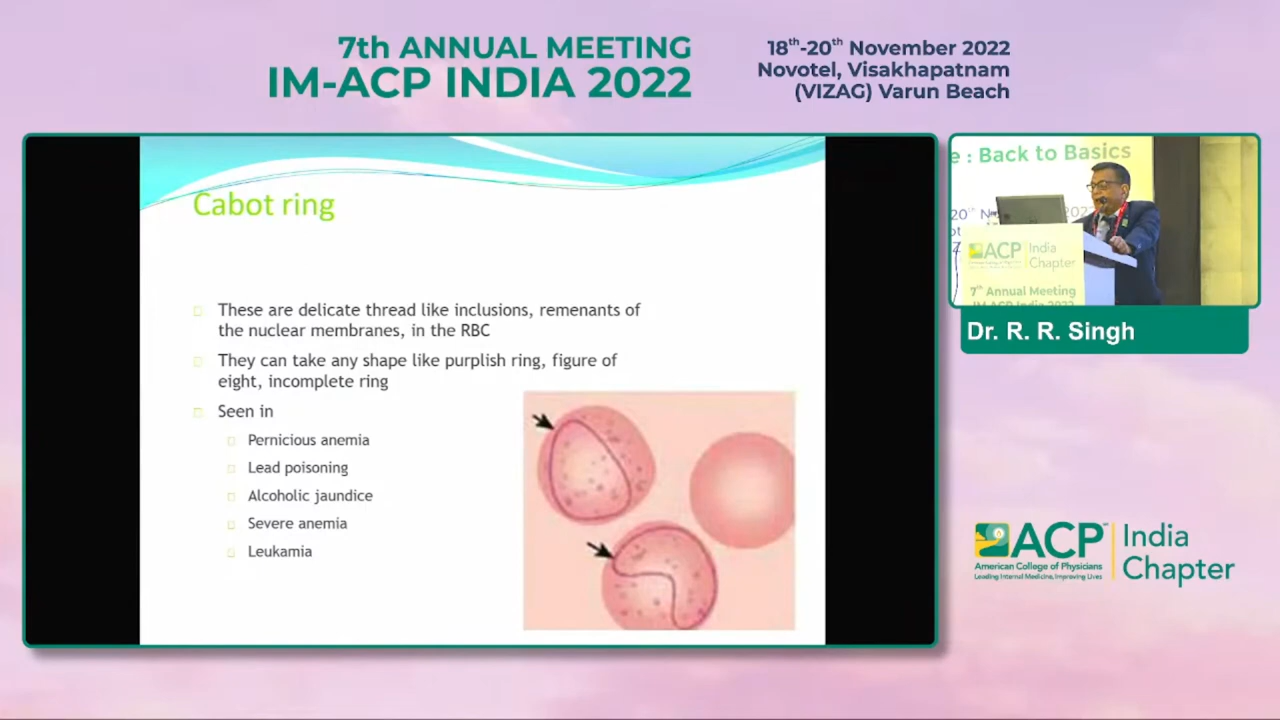 7th ANNUAL MEETING
IM-ACP INDIA 2022
18th-20th November 2022
Novotel, Visakhapatnam
(VIZAG) Varun Beach
Cabot ring
These are delicate thread like inclusions, remenants of
the nuclear membranes, in the RBC
They can take any shape like purplish ring, figure of
eight, incomplete ring
Seen in
Pernicious anemia
Lead poisoning
Alcoholic jaundice
Severe anemia
Leukamia
e : Back to Basics
ACP India
Chapter
7th Annual Meeting
IM-ACP India 2022
Dr. R. R. Singh
ACP India
Chapter
American College of Physicians
Leading Internal Medicine, Improving Lives